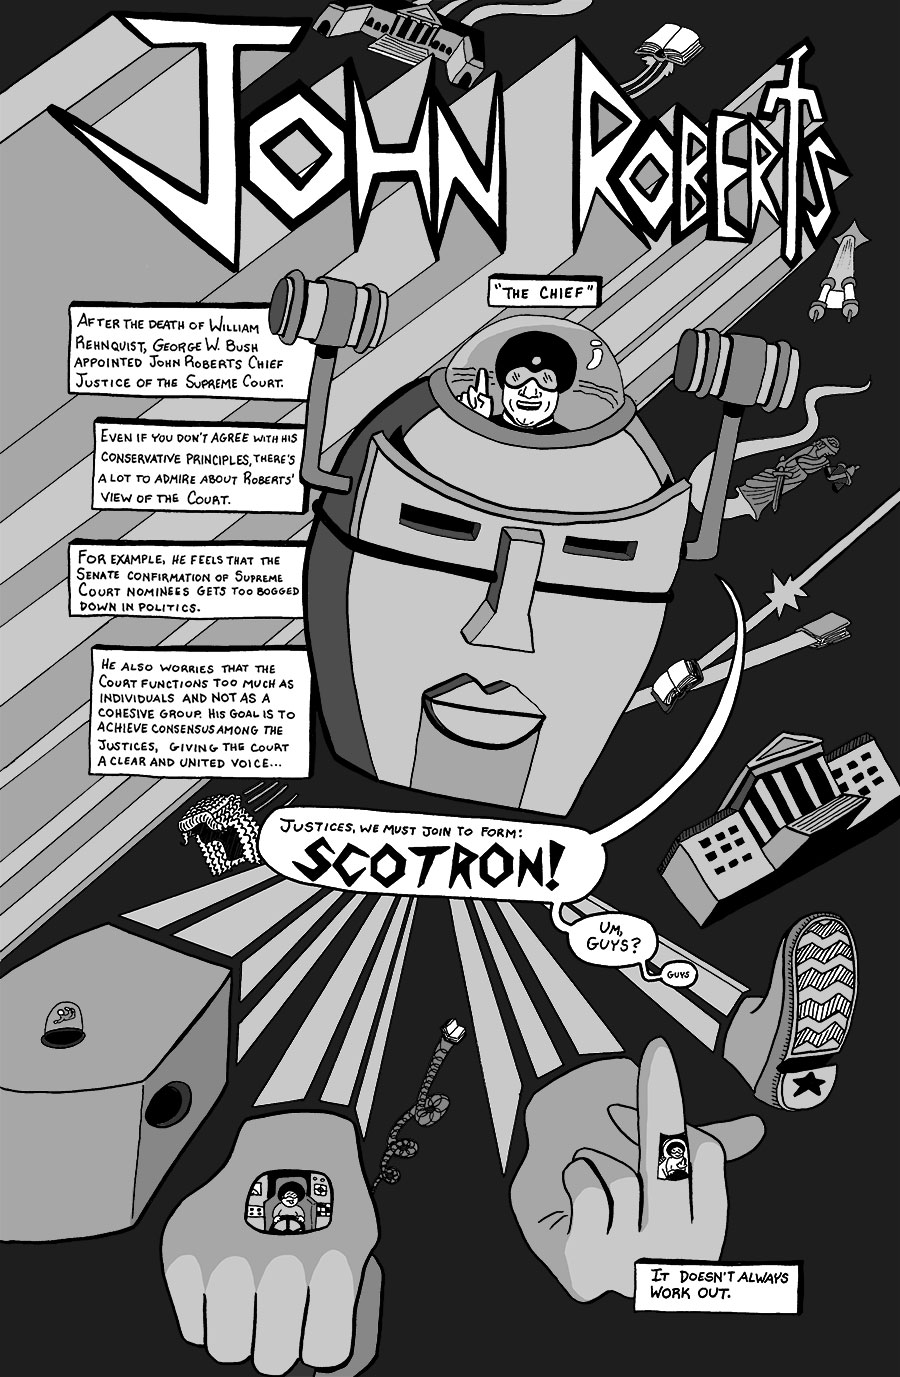 JOHN ROBERTS
"THE CHIEF"
AFTER THE DEATH OF WILLIAM
REHNQUIST, GEORGE W. BUSH
APPOINTED JOHN ROBERTS CHIEF
JUSTICE OF THE SUPREME COURT.
EVEN IF YOU DON'T AGREE WITH HIS
CONSERVATIVE PRINCIPLES, THERE'S
A LOT TO ADMIRE ABOUT ROBERTS'
VIEW OF THE COURT.
FOR EXAMPLE, HE FEELS THAT THE
SENATE CONFIRMATION OF SUPREME
COURT NOMINEES GETS TOO BOGGED
DOWN IN POLITICS.
HE ALSO WORRIES THAT THE
COURT FUNCTIONS TOO MUCH AS
INDIVIDUALS AND NOT AS A
COHESIVE GROUP. HIS GOAL IS TO
ACHIEVE CONSENSUS AMONG THE
JUSTICES, GIVING THE COURT
A CLEAR AND UNITED VOICE...
JUSTICES, WE MUST JOIN TO FORM:
SCOTRON!
UM,
GUYS?
GUYS
IT DOESN'T ALWAYS
WORK OUT.